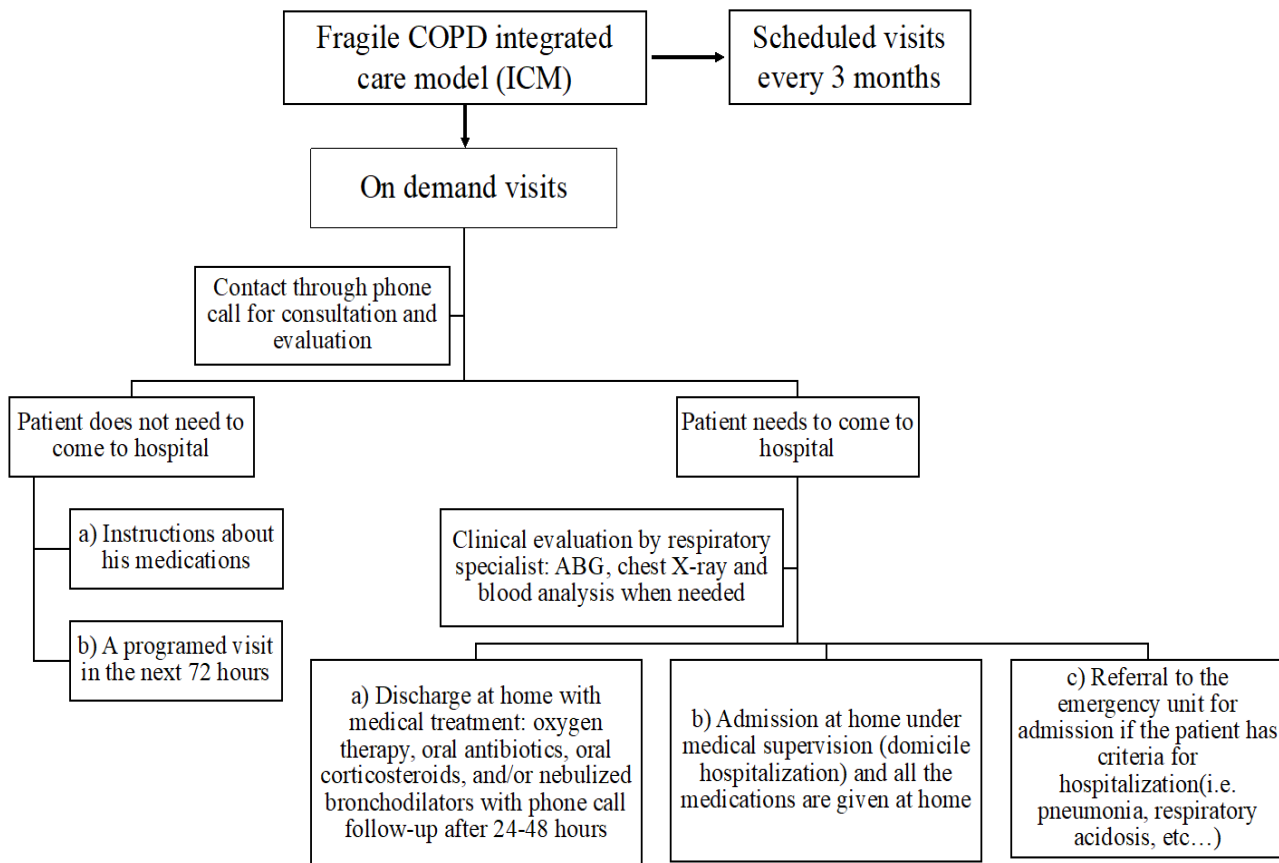 Fragile COPD integrated
care model (ICM)
Scheduled visits
every 3 months
On demand visits
Contact through phone
call for consultation and
evaluation
Patient does not need to
come to hospital
Patient needs to come to
hospital
a) Instructions about
his medications
b) A programed visit
in the next 72 hours
Clinical evaluation by respiratory
specialist: ABG, chest X-ray and
blood analysis when needed
a) Discharge at home with
medical treatment: oxygen
therapy, oral antibiotics, oral
corticosteroids, and/or nebulized
bronchodilators with phone call
follow-up after 24-48 hours
b) Admission at home under
medical supervision (domicile
hospitalization) and all the
medications are given at home
c) Referral to the
emergency unit for
admission if the patient has
criteria for
hospitalization(i.e.
pneumonia, respiratory
acidosis, etc…)